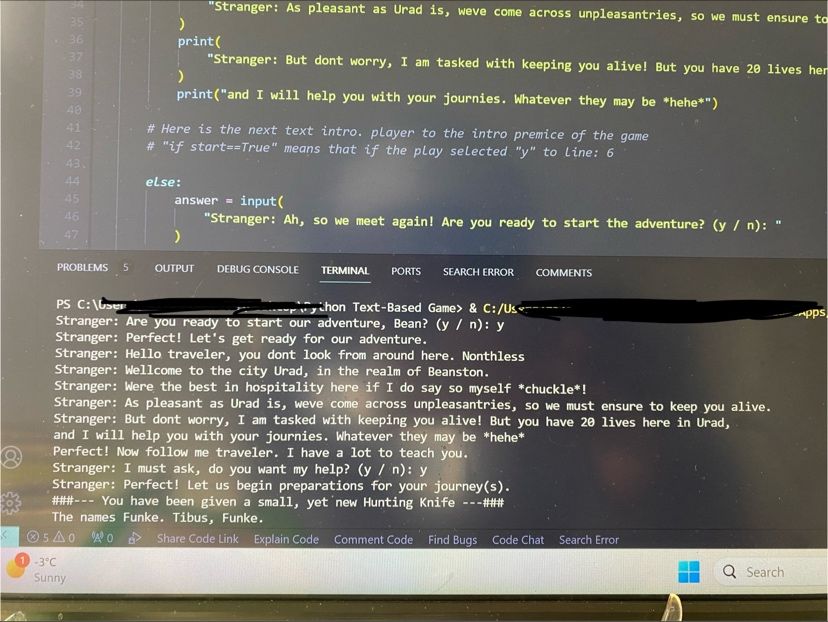 34 "Stranger: As pleasant as Urad is, weve come across unpleasantries, so we must ensure to
35 )
36 print(
37 "Stranger: But dont worry, I am tasked with keeping you alive! But you have 20 lives her
38 )
39 print("and I will help you with your journies. Whatever they may be *hehe*")
40
41 # Here is the next text intro. player to the intro premice of the game
42 # "if start==True" means that if the play selected "y" to line: 6
43
44 else:
45 answer = input(
46 "Stranger: Ah, so we meet again! Are you ready to start the adventure? (y / n): "
47 )
PROBLEMS 5 OUTPUT DEBUG CONSOLE TERMINAL PORTS SEARCH ERROR COMMENTS
PS C:\User \Python Text-Based Game> & C:/Us Apps
Stranger: Are you ready to start our adventure, Bean? (y / n): y
Stranger: Perfect! Let's get ready for our adventure.
Stranger: Hello traveler, you dont look from around here. Nonthless
Stranger: Wellcome to the city Urad, in the realm of Beanston.
Stranger: Were the best in hospitality here if I do say so myself *chuckle*!
Stranger: As pleasant as Urad is, weve come across unpleasantries, so we must ensure to keep you alive.
Stranger: But dont worry, I am tasked with keeping you alive! But you have 20 lives here in Urad,
and I will help you with your journies. Whatever they may be *hehe*
Perfect! Now follow me traveler. I have a lot to teach you.
Stranger: I must ask, do you want my help? (y / n): y
Stranger: Perfect! Let us begin preparations for your journey(s).
###--- You have been given a small, yet new Hunting Knife ---###
The names Funke. Tibus, Funke.
5 0 0 Share Code Link Explain Code Comment Code Find Bugs Code Chat Search Error
1 -3°C
Sunny
Search